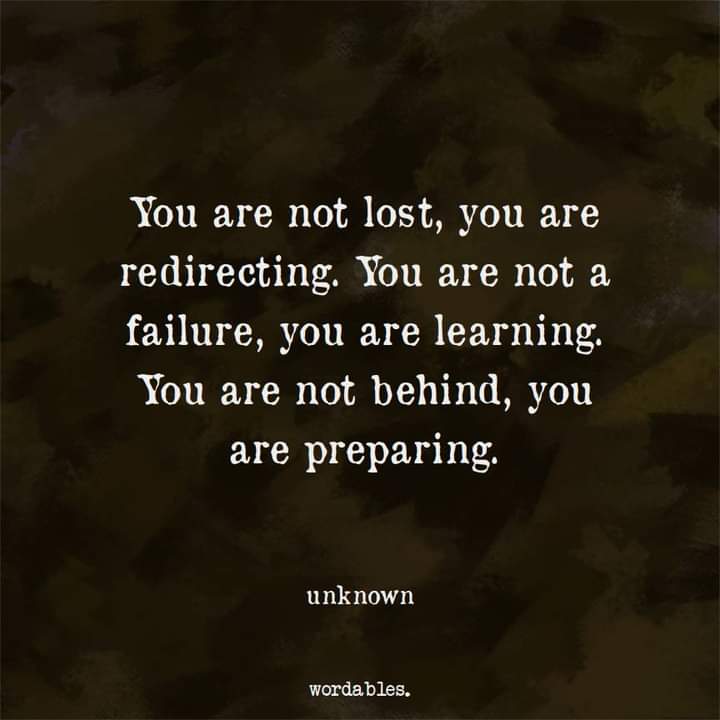 You are not lost, you are
redirecting. You are not a
failure, you are learning.
You are not behind, you
are preparing.
unknown
wordables.